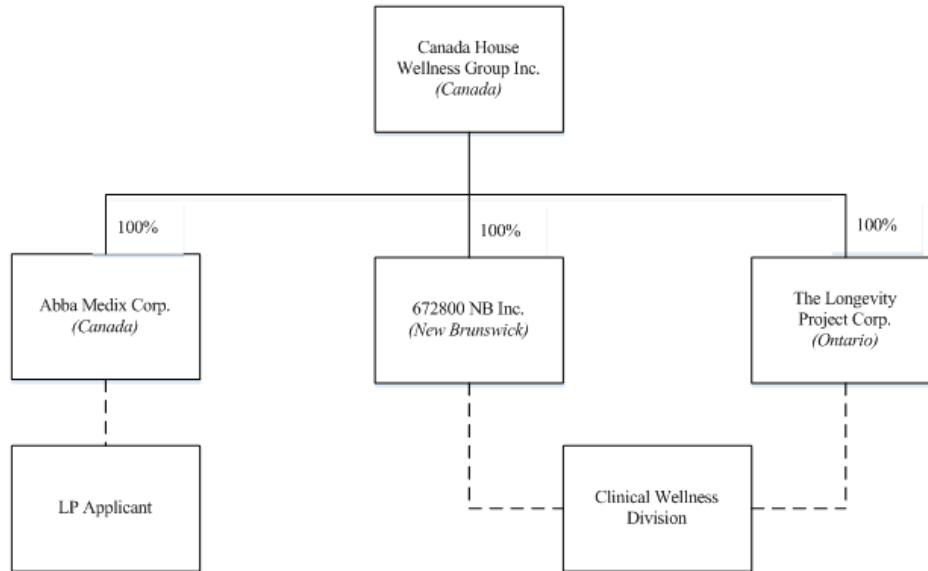 Canada House
Wellness Group Inc.
(Canada)
100%
100%
100%
Abba Medix Corp.
(Canada)
672800 NB Inc.
(New Brunswick)
The Longevity
Project Corp.
(Ontario)
LP Applicant
Clinical Wellness
Division